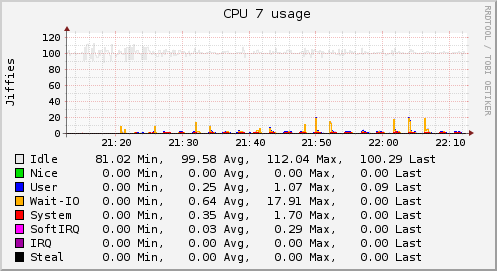 CPU 7 usage
RRDTOOL / TOBI OETIKER
Jiffies
120
100
80
60
40
20
0
21:20 21:30 21:40 21:50 22:00 22:10
Idle 81.02 Min, 99.58 Avg, 112.04 Max, 100.29 Last
Nice 0.00 Min, 0.00 Avg, 0.00 Max, 0.00 Last
User 0.00 Min, 0.25 Avg, 1.07 Max, 0.09 Last
Wait-IO 0.00 Min, 0.64 Avg, 17.91 Max, 0.00 Last
System 0.00 Min, 0.35 Avg, 1.70 Max, 0.00 Last
SoftIRQ 0.00 Min, 0.03 Avg, 0.29 Max, 0.00 Last
IRQ 0.00 Min, 0.00 Avg, 0.00 Max, 0.00 Last
Steal 0.00 Min, 0.00 Avg, 0.00 Max, 0.00 Last